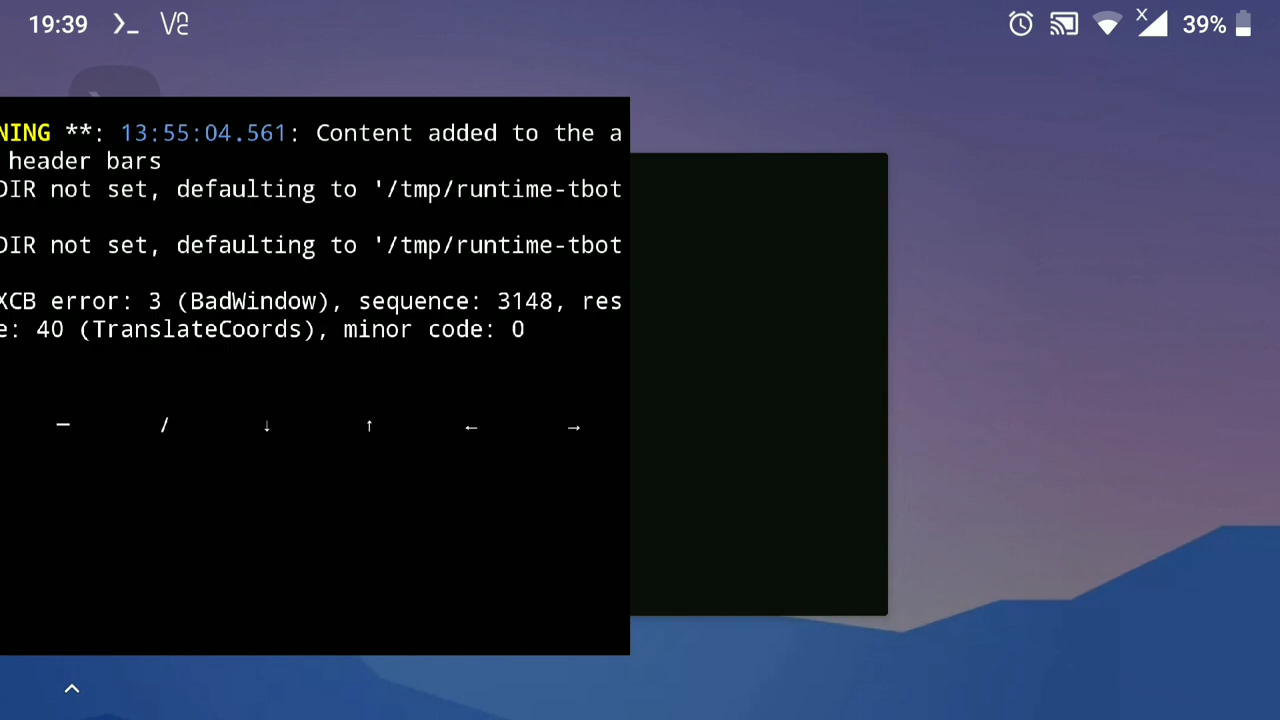 19:39
39%
NING **: 13:55:04.561: Content added to the a
header bars
DIR not set, defaulting to '/tmp/runtime-tbot
DIR not set, defaulting to '/tmp/runtime-tbot
XCB error: 3 (BadWindow), sequence: 3148, res
e: 40 (TranslateCoords), minor code: 0
— / ↓ ↑ ← →